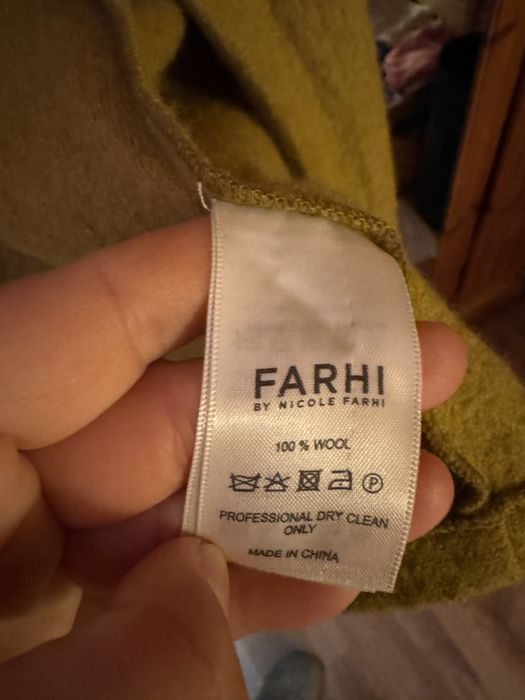 FARHI
BY NICOLE FARHI
100 % WOOL
P
PROFESSIONAL DRY CLEAN
ONLY
MADE IN CHINA